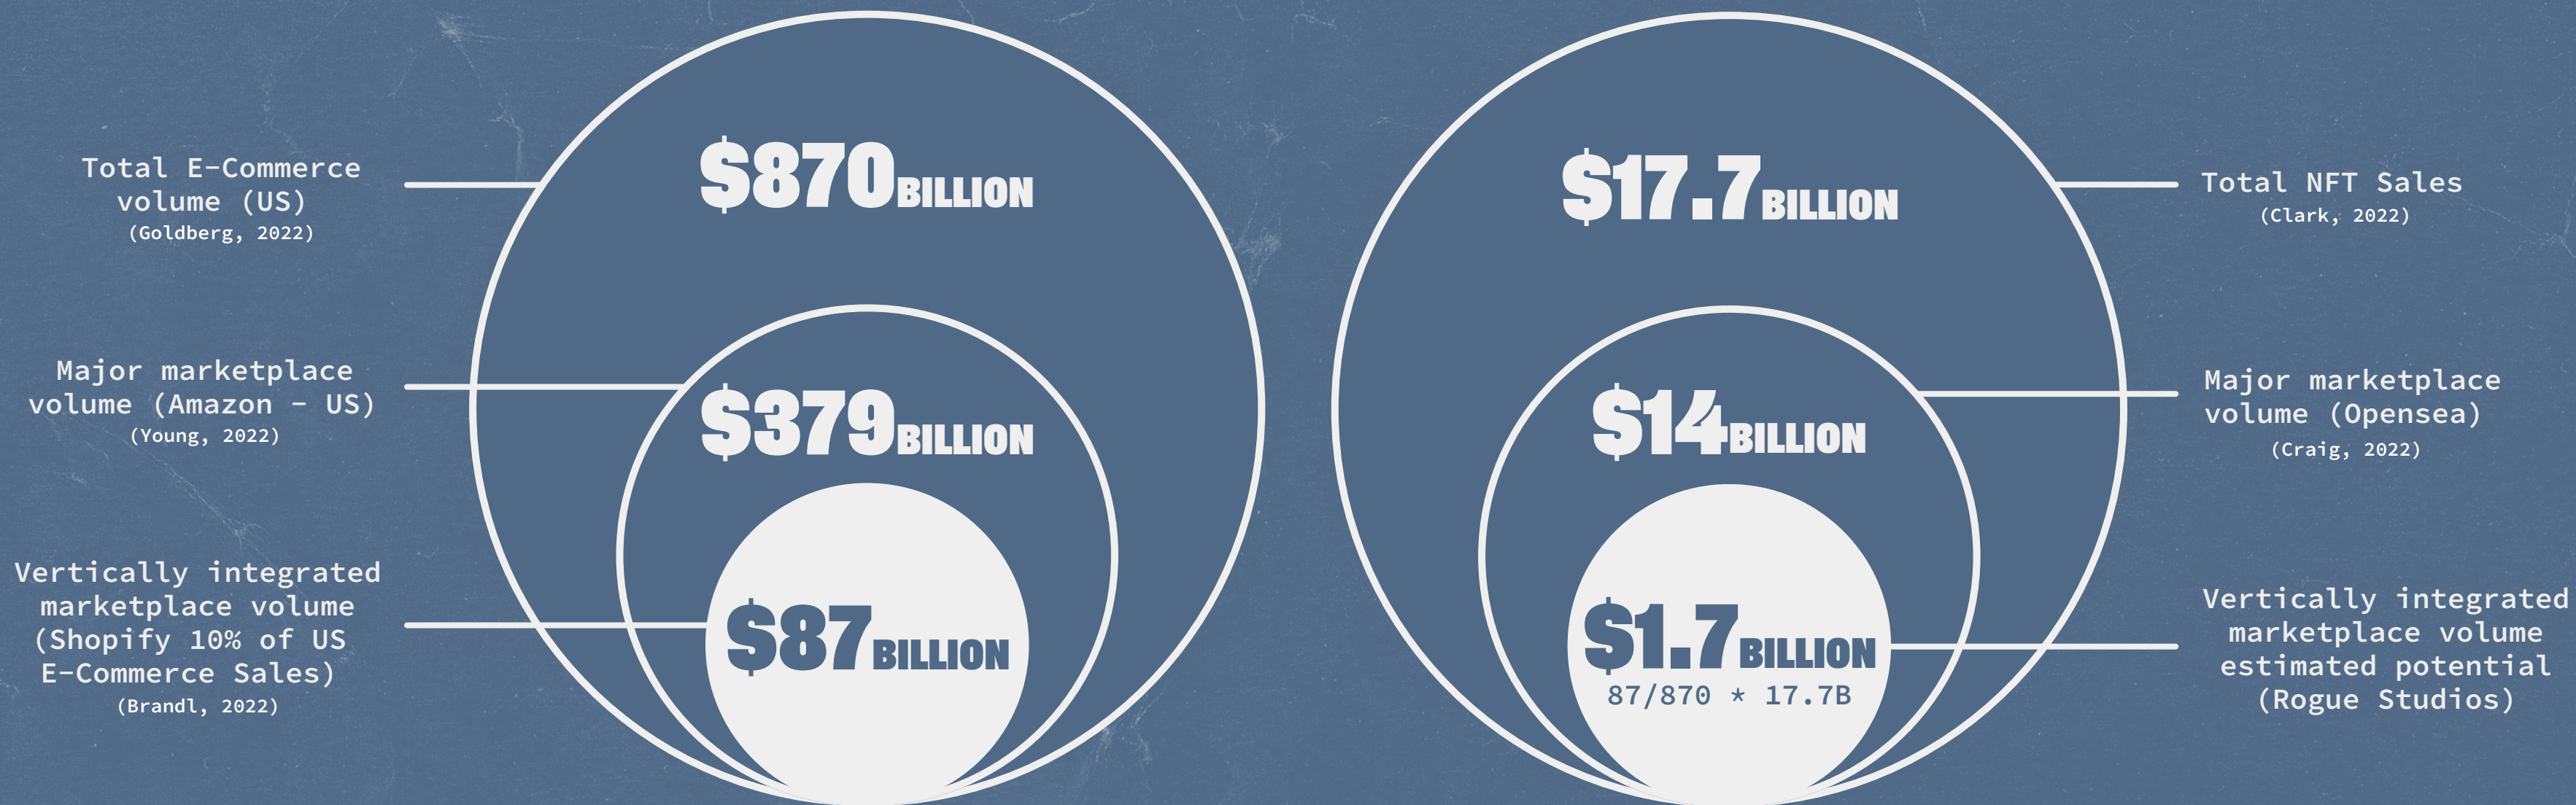 Total E-Commerce
volume (US)
(Goldberg, 2022)
Major marketplace
volume (Amazon - US)
(Young, 2022)
Vertically integrated
marketplace volume
(Shopify 10% of US
E-Commerce Sales)
(Brandl, 2022)
$870BILLION
$379BILLION
$87BILLION
$17.7BILLION
$14BILLION
$1.7BILLION
87/870 * 17.7B
Total NFT Sales
(Clark, 2022)
Major marketplace
volume (Opensea)
(Craig, 2022)
Vertically integrated
marketplace volume
estimated potential
(Rogue Studios)